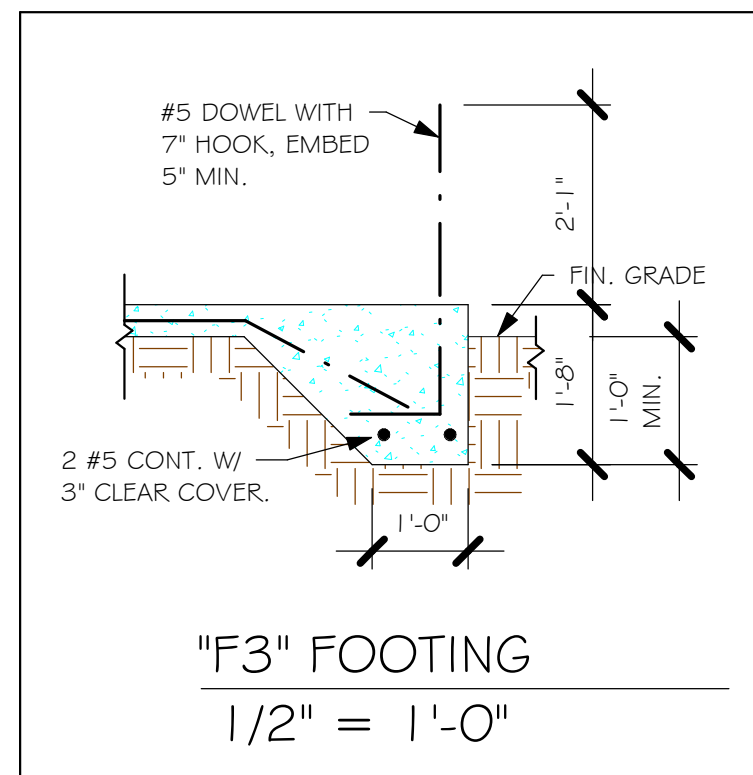 #5 DOWEL WITH
7" HOOK, EMBED
5" MIN.
2'-1"
FIN. GRADE
1'-8"
1'-0"
MIN.
2 #5 CONT. W/
3" CLEAR COVER.
1'-0"
"F3" FOOTING
1/2" = 1'-0"